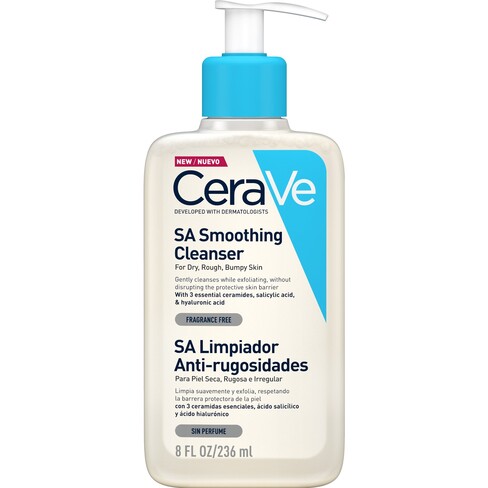 NEW / NUEVO
CeraVe
DEVELOPED WITH DERMATOLOGISTS
SA Smoothing
Cleanser
For Dry, Rough, Bumpy Skin
Gently cleanses while exfoliating, without
disrupting the protective skin barrier
With 3 essential ceramides, salicylic acid,
& hyaluronic acid
FRAGRANCE FREE
SA Limpiador
Anti-rugosidades
Para Piel Seca, Rugosa e Irregular
Limpia suavemente y exfolia, respetando
la barrera protectora de la piel
con 3 ceramidas esenciales, ácido salicílico
y ácido hialurónico
SIN PERFUME
8 FL OZ/236 ml